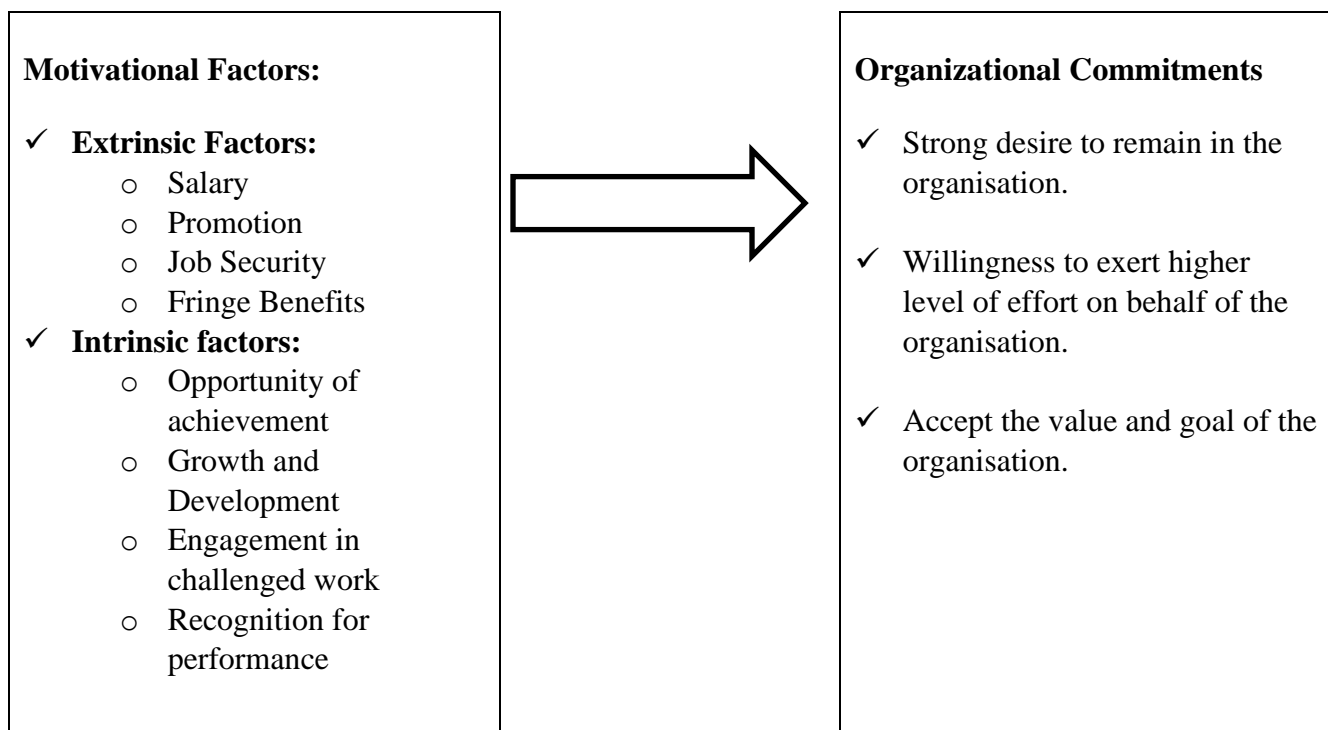 Motivational Factors:
✓ Extrinsic Factors:
o Salary
o Promotion
o Job Security
o Fringe Benefits
✓ Intrinsic factors:
o Opportunity of
achievement
o Growth and
Development
o Engagement in
challenged work
o Recognition for
performance
Organizational Commitments
✓ Strong desire to remain in the
organisation.
✓ Willingness to exert higher
level of effort on behalf of the
organisation.
✓ Accept the value and goal of the
organisation.